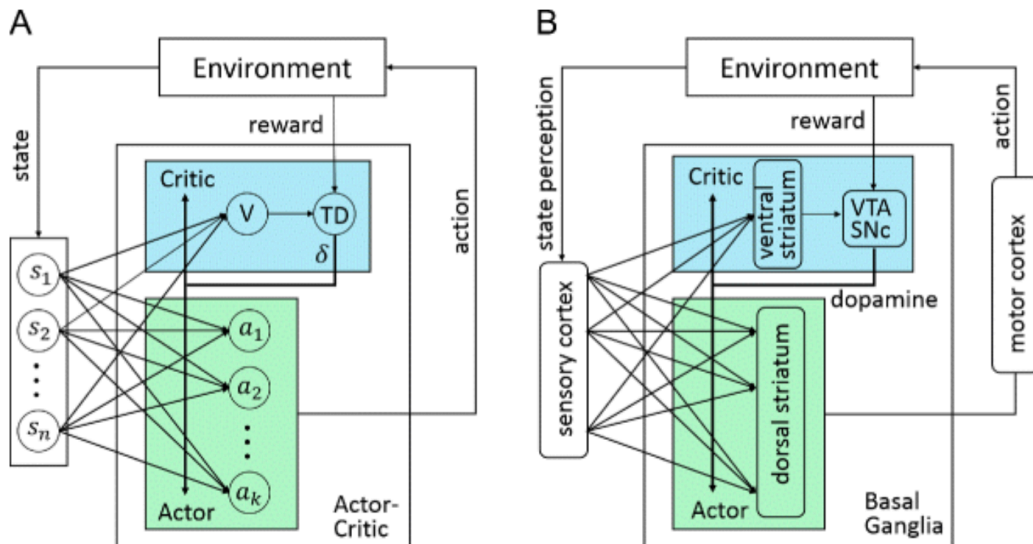 A
Environment
state
reward
action
Critic
V
TD
δ
s₁
s₂
sₙ
a₁
a₂
aₖ
Actor
Actor-
Critic
B
Environment
state perception
reward
action
Critic
ventral
striatum
VTA
SNc
dopamine
sensory cortex
motor cortex
dorsal striatum
Actor
Basal
Ganglia